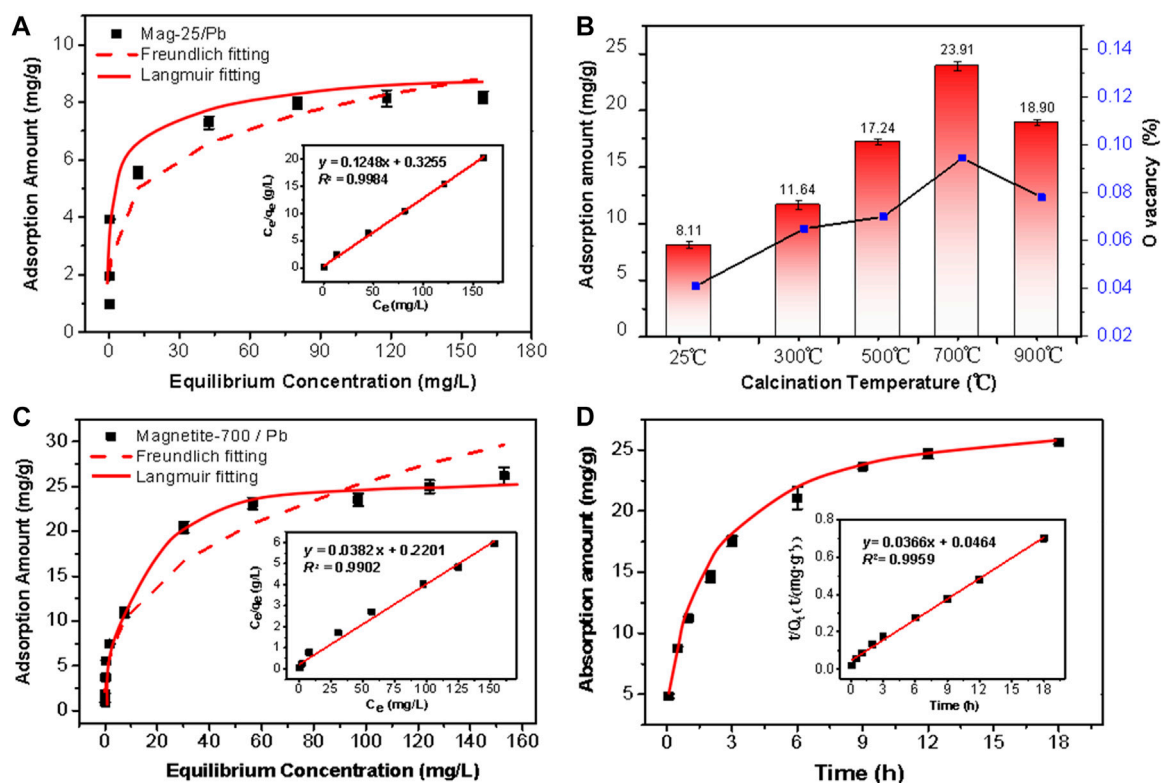 A
Mag-25/Pb
Freundlich fitting
Langmuir fitting
Adsorption Amount (mg/g)
10
8
6
4
2
0
0 30 60 90 120 150 180
Equilibrium Concentration (mg/L)
y = 0.1248x + 0.3255
R² = 0.9984
Ce/qe (g/L)
20
15
10
5
0
0 50 100 150
Ce (mg/L)
B
Adsorption amount (mg/g)
25
20
15
10
5
0
8.11
11.64
17.24
23.91
18.90
0.14
0.12
0.10
0.08
0.06
0.04
0.02
O vacancy (%)
25℃ 300℃ 500℃ 700℃ 900℃
Calcination Temperature (℃)
C
Magnetite-700 / Pb
Freundlich fitting
Langmuir fitting
Adsorption Amount (mg/g)
30
25
20
15
10
5
0
0 20 40 60 80 100 120 140 160
Equilibrium Concentration (mg/L)
y = 0.0382 x + 0.2201
R² = 0.9902
Ce/qe (g/L)
6
5
4
3
2
1
0
0 25 50 75 100 125 150
Ce (mg/L)
D
Absorption amount (mg/g)
25
20
15
10
5
0 3 6 9 12 15 18
Time (h)
y= 0.0366x + 0.0464
R²= 0.9959
t/Qt ( t/(mg·g-1))
0.8
0.6
0.4
0.2
0.0
0 3 6 9 12 15 18
Time (h)